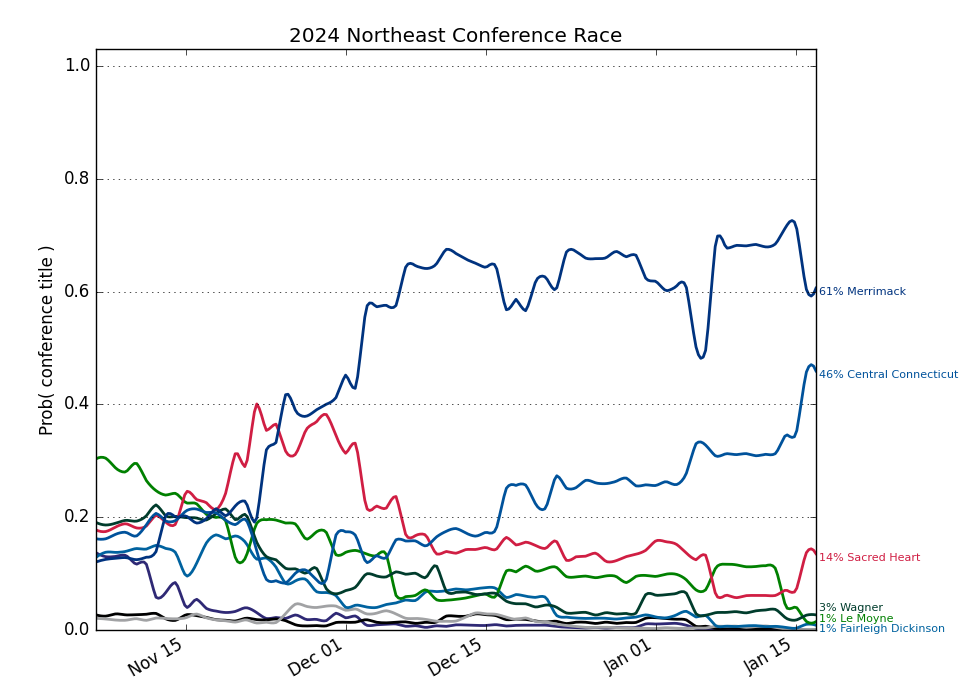 2024 Northeast Conference Race
Prob( conference title )
1.0
0.8
0.6
0.4
0.2
0.0
Nov 15
Dec 01
Dec 15
Jan 01
Jan 15
61% Merrimack
46% Central Connecticut
14% Sacred Heart
3% Wagner
1% Le Moyne
1% Fairleigh Dickinson